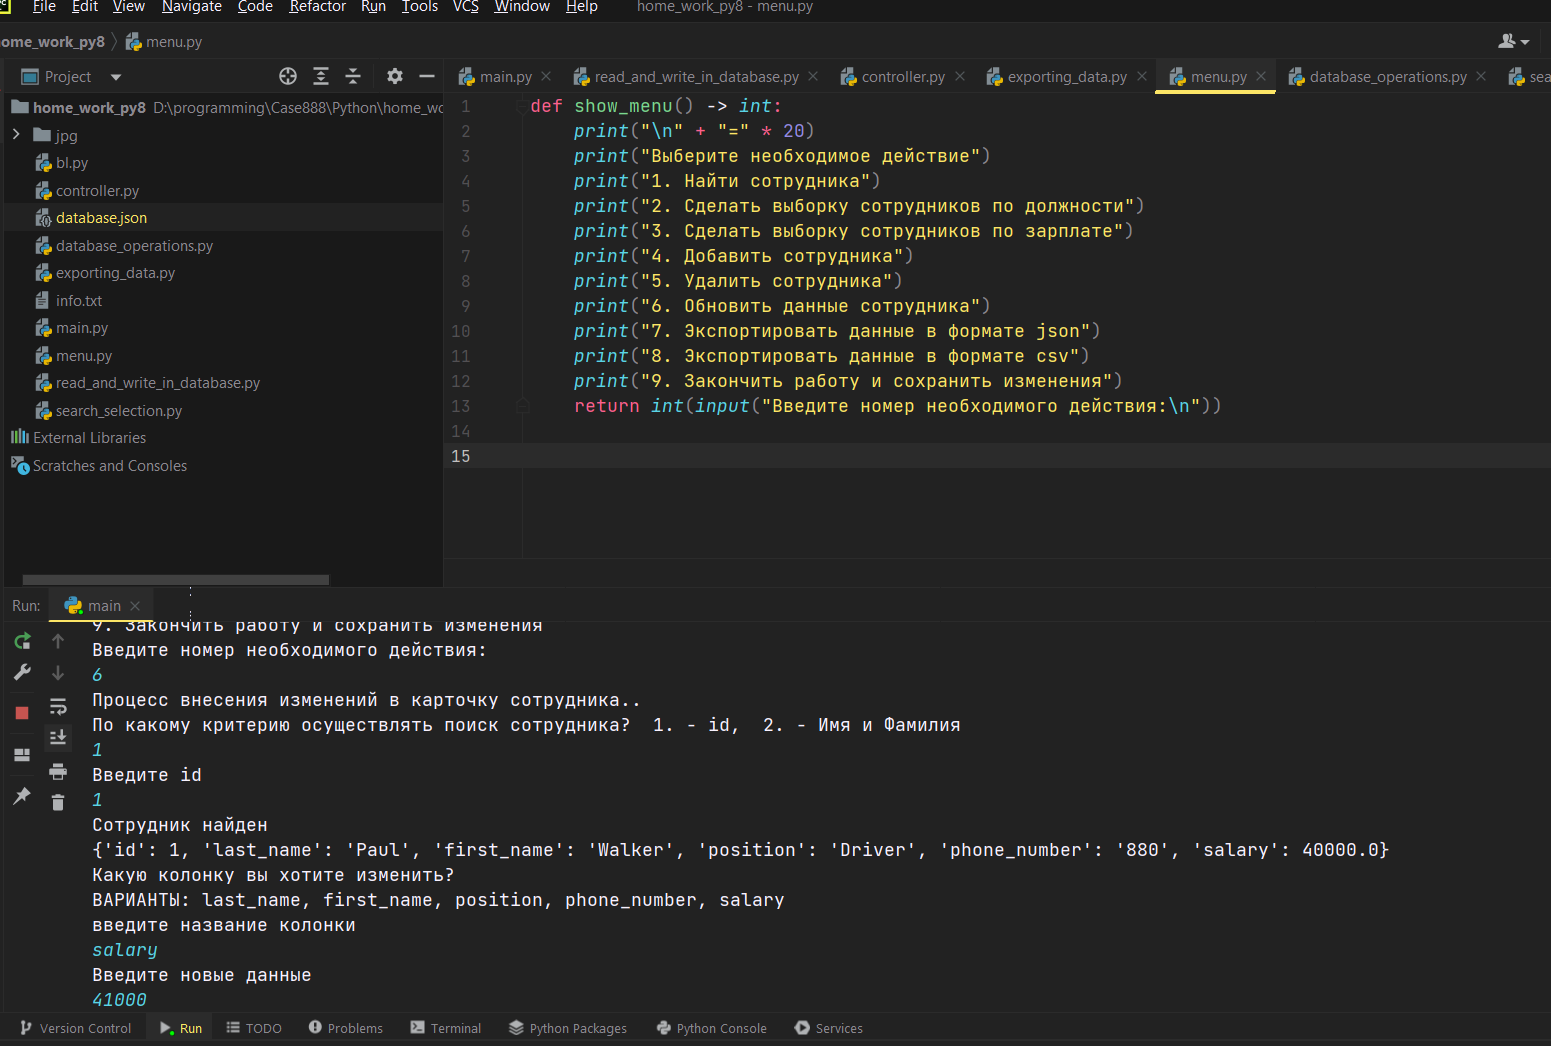 File Edit View Navigate Code Refactor Run Tools VCS Window Help home_work_py8 - menu.py
home_work_py8 menu.py
Project
main.py read_and_write_in_database.py controller.py exporting_data.py menu.py database_operations.py
home_work_py8 D:\programming\Case888\Python\home_wo
jpg
bl.py
controller.py
database.json
database_operations.py
exporting_data.py
info.txt
main.py
menu.py
read_and_write_in_database.py
search_selection.py
External Libraries
Scratches and Consoles
1 def show_menu() -> int:
2 print("\n" + "=" * 20)
3 print("Выберите необходимое действие")
4 print("1. Найти сотрудника")
5 print("2. Сделать выборку сотрудников по должности")
6 print("3. Сделать выборку сотрудников по зарплате")
7 print("4. Добавить сотрудника")
8 print("5. Удалить сотрудника")
9 print("6. Обновить данные сотрудника")
10 print("7. Экспортировать данные в формате json")
11 print("8. Экспортировать данные в формате csv")
12 print("9. Закончить работу и сохранить изменения")
13 return int(input("Введите номер необходимого действия:\n"))
14
15
Run: main
9. Закончить работу и сохранить изменения
Введите номер необходимого действия:
6
Процесс внесения изменений в карточку сотрудника..
По какому критерию осуществлять поиск сотрудника? 1. - id, 2. - Имя и Фамилия
1
Введите id
1
Сотрудник найден
{'id': 1, 'last_name': 'Paul', 'first_name': 'Walker', 'position': 'Driver', 'phone_number': '880', 'salary': 40000.0}
Какую колонку вы хотите изменить?
ВАРИАНТЫ: last_name, first_name, position, phone_number, salary
введите название колонки
salary
Введите новые данные
41000
Version Control Run TODO Problems Terminal Python Packages Python Console Services